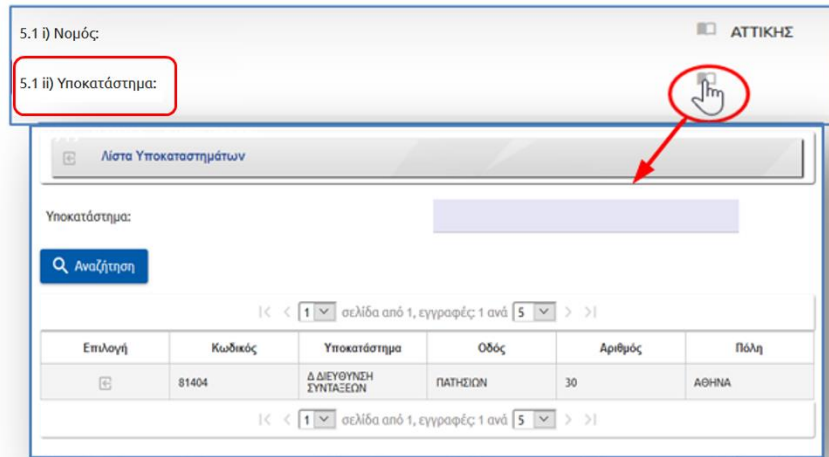 5.1 i) Νομός: ΑΤΤΙΚΗΣ
5.1 ii) Υποκατάστημα:
Λίστα Υποκαταστημάτων
Υποκατάστημα:
Αναζήτηση
1 σελίδα από 1, εγγραφές: 1 ανά 5
Επιλογή Κωδικός Υποκατάστημα Οδός Αριθμός Πόλη
81404 Δ ΔΙΕΥΘΥΝΣΗ ΣΥΝΤΑΞΕΩΝ ΠΑΤΗΣΙΩΝ 30 ΑΘΗΝΑ
1 σελίδα από 1, εγγραφές: 1 ανά 5